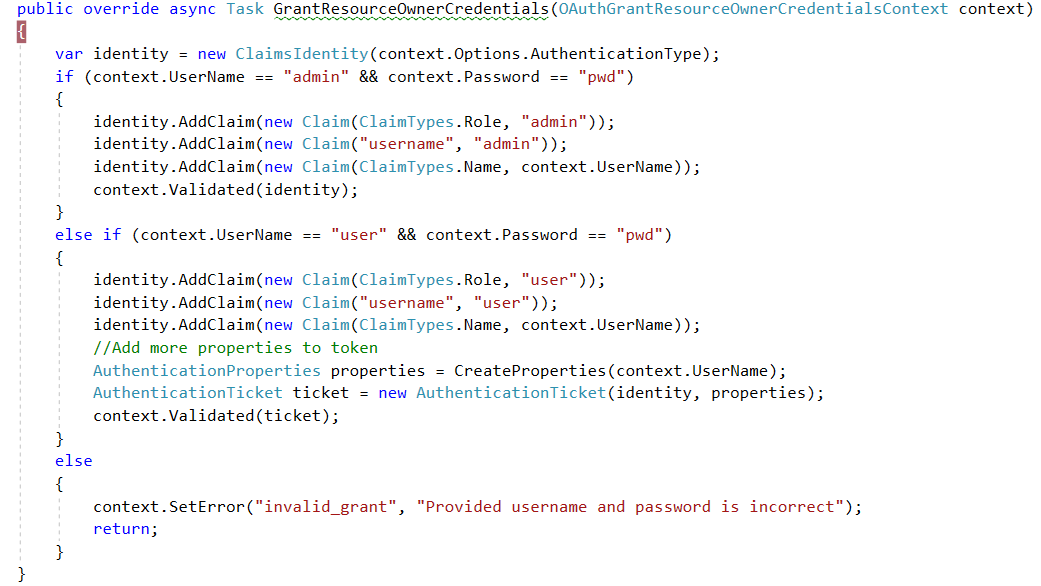 public override async Task GrantResourceOwnerCredentials(OAuthGrantResourceOwnerCredentialsContext context)
{
    var identity = new ClaimsIdentity(context.Options.AuthenticationType);
    if (context.UserName == "admin" && context.Password == "pwd")
    {
        identity.AddClaim(new Claim(ClaimTypes.Role, "admin"));
        identity.AddClaim(new Claim("username", "admin"));
        identity.AddClaim(new Claim(ClaimTypes.Name, context.UserName));
        context.Validated(identity);
    }
    else if (context.UserName == "user" && context.Password == "pwd")
    {
        identity.AddClaim(new Claim(ClaimTypes.Role, "user"));
        identity.AddClaim(new Claim("username", "user"));
        identity.AddClaim(new Claim(ClaimTypes.Name, context.UserName));
        //Add more properties to token
        AuthenticationProperties properties = CreateProperties(context.UserName);
        AuthenticationTicket ticket = new AuthenticationTicket(identity, properties);
        context.Validated(ticket);
    }
    else
    {
        context.SetError("invalid_grant", "Provided username and password is incorrect");
        return;
    }
}